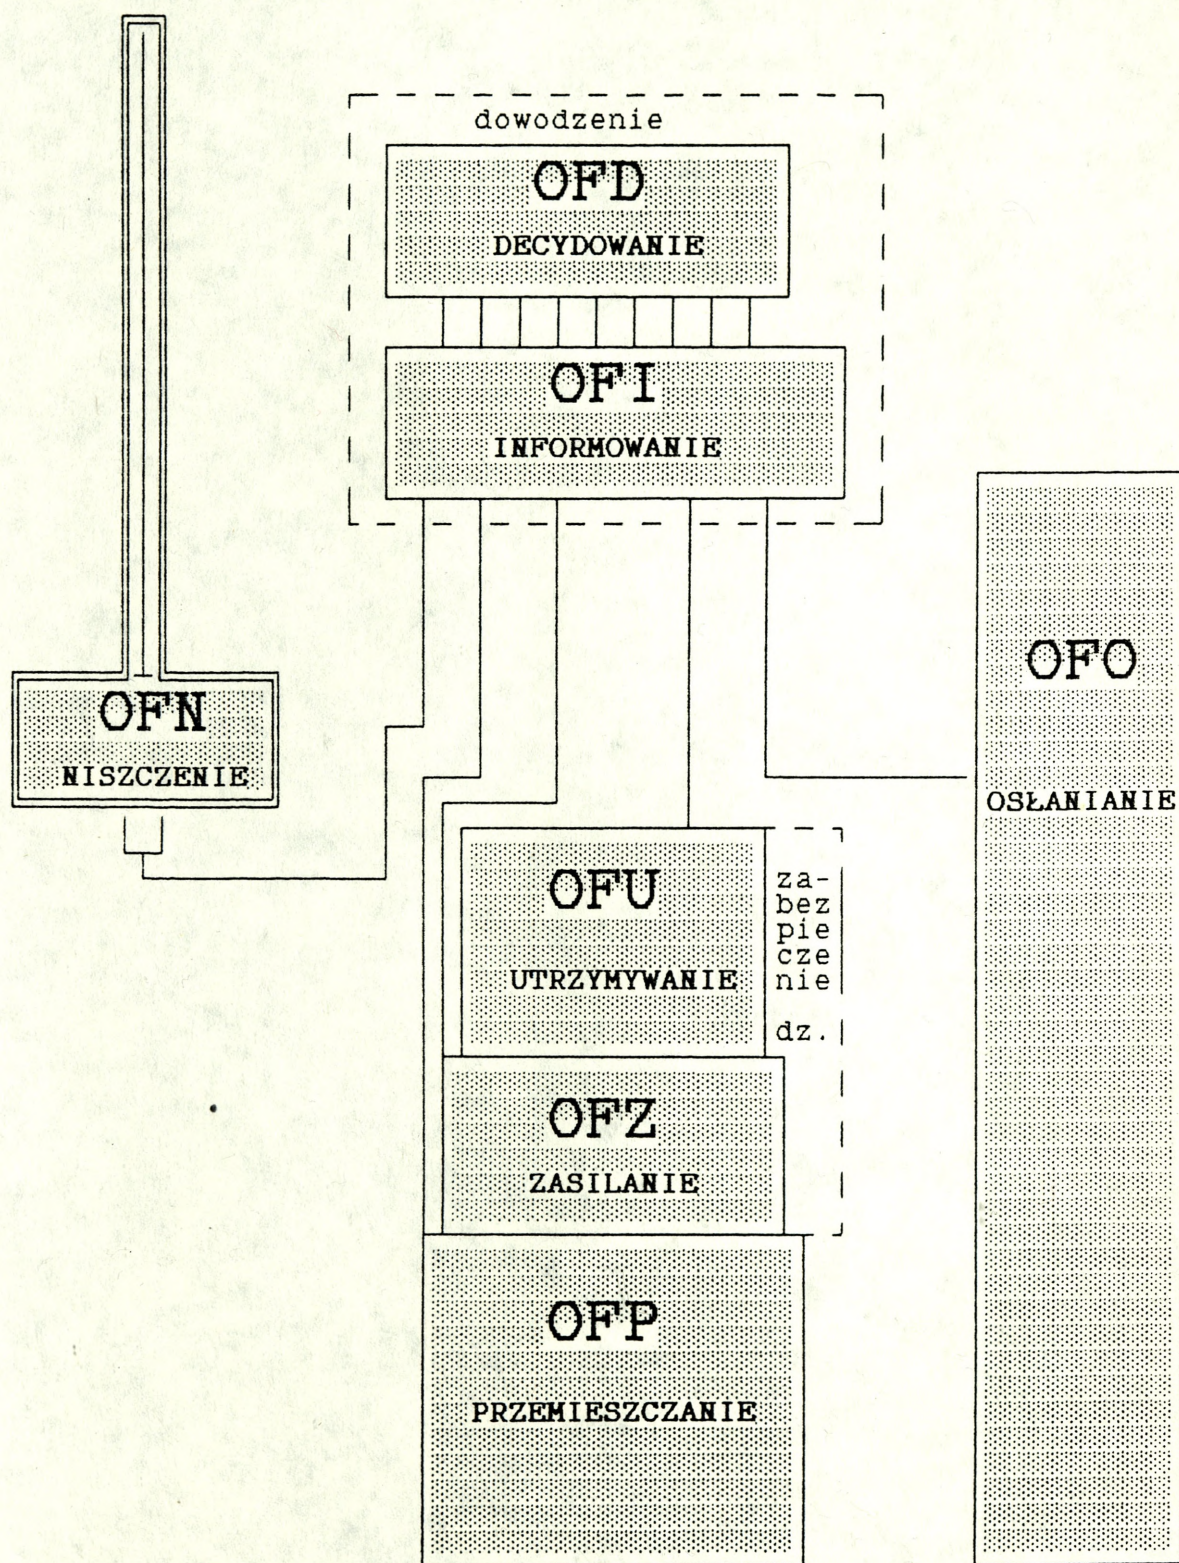 dowodzenie
OFD
DECYDOWANIE
OFI
INFORMOWANIE
OFN
NISZCZENIE
OFO
OSŁANIANIE
OFU
UTRZYMYWANIE
za-
bez
pie
cze
nie
dz.
OFZ
ZASILANIE
OFP
PRZEMIESZCZANIE